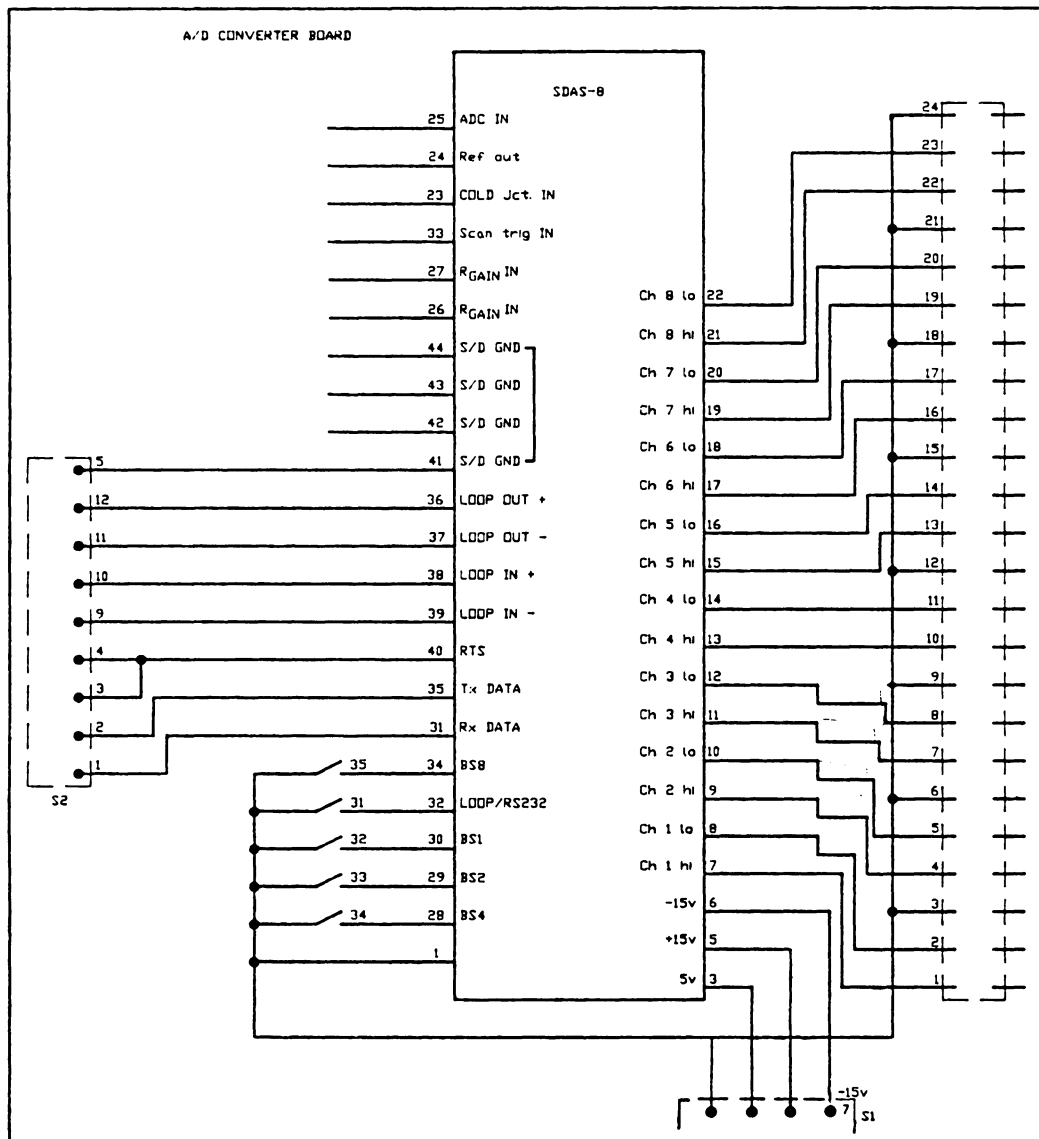 A/D CONVERTER BOARD
SDAS-8
25 ADC IN
24 Ref out
23 COLD Jct. IN
33 Scan trig IN
27 RGAIN IN
26 RGAIN IN
44 S/D GND
43 S/D GND
42 S/D GND
5 41 S/D GND
12 36 LOOP OUT +
11 37 LOOP OUT -
10 38 LOOP IN +
9 39 LOOP IN -
4 40 RTS
3 35 Tx DATA
2 31 Rx DATA
1
S2
35 34 BS8
31 32 LOOP/RS232
32 30 BS1
33 29 BS2
34 28 BS4
1
Ch 8 lo 22
Ch 8 hi 21
Ch 7 lo 20
Ch 7 hi 19
Ch 6 lo 18
Ch 6 hi 17
Ch 5 lo 16
Ch 5 hi 15
Ch 4 lo 14
Ch 4 hi 13
Ch 3 lo 12
Ch 3 hi 11
Ch 2 lo 10
Ch 2 hi 9
Ch 1 lo 8
Ch 1 hi 7
-15v 6
+15v 5
5v 3
24
23
22
21
20
19
18
17
16
15
14
13
12
11
10
9
8
7
6
5
4
3
2
1
-15v
7 S1